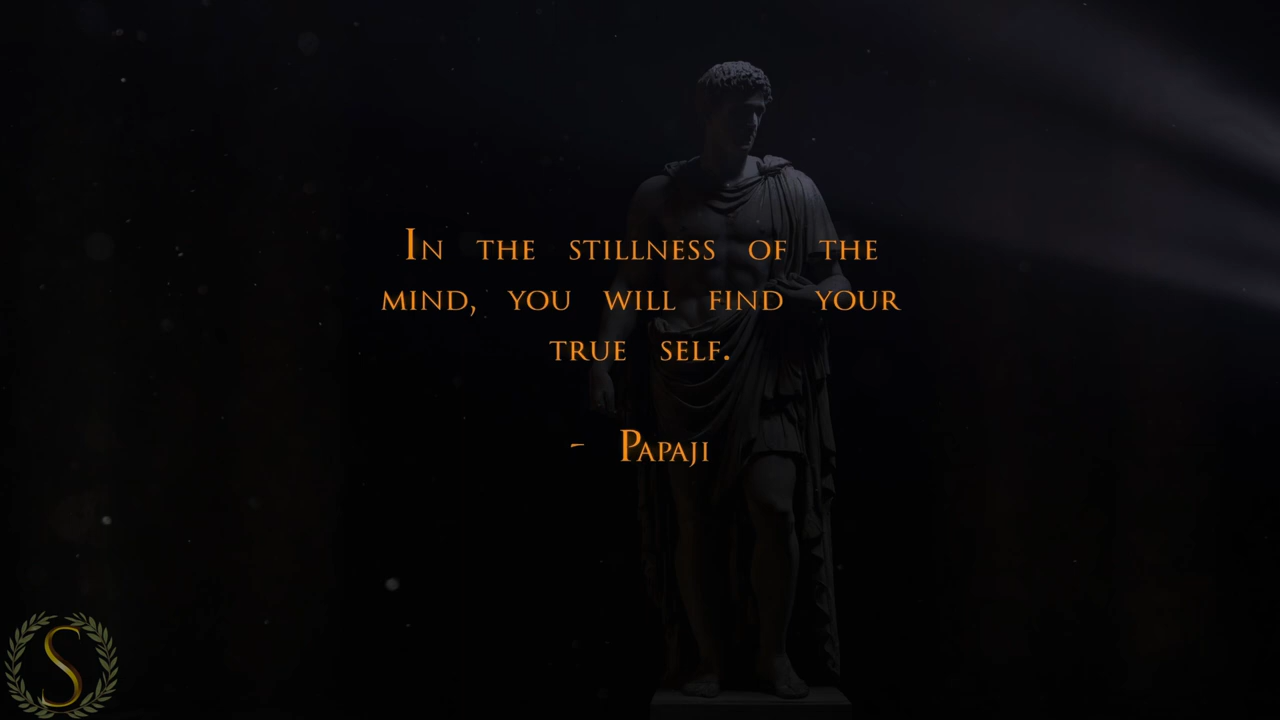 In the stillness of the
mind, you will find your
true self.
- Papaji
S